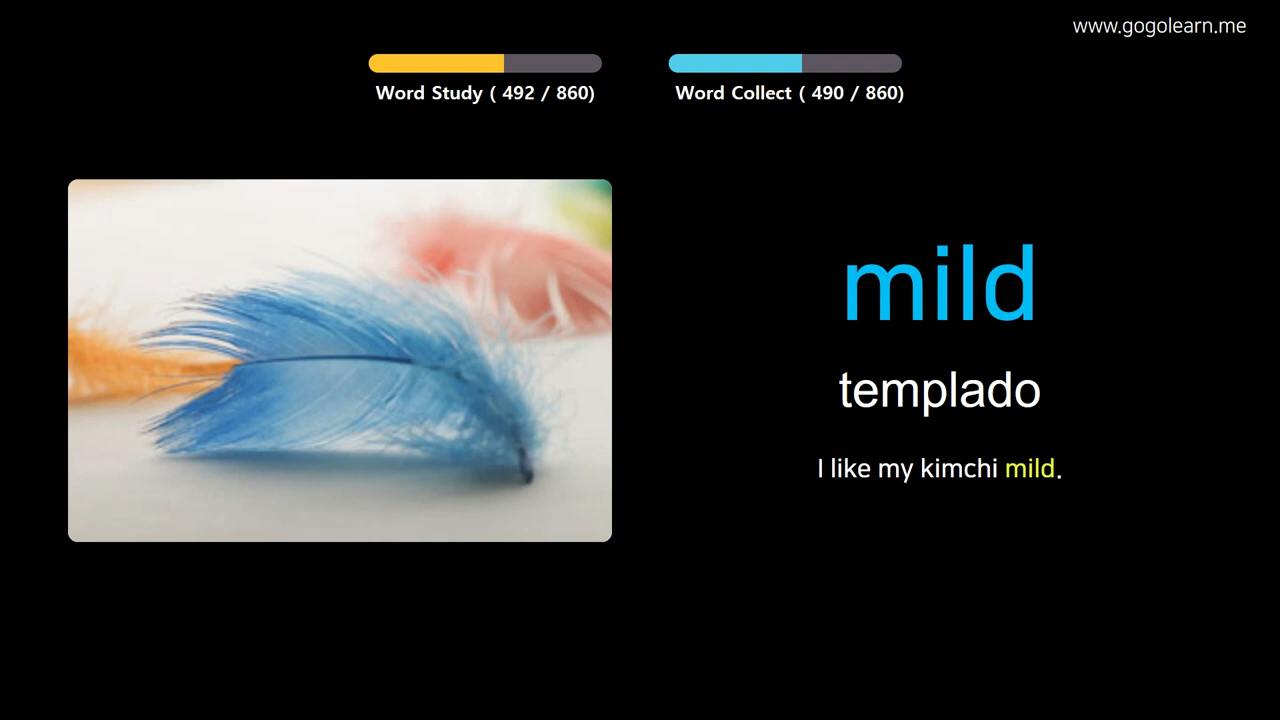 www.gogolearn.me
Word Study ( 492 / 860)
Word Collect ( 490 / 860)
mild
templado
I like my kimchi mild.